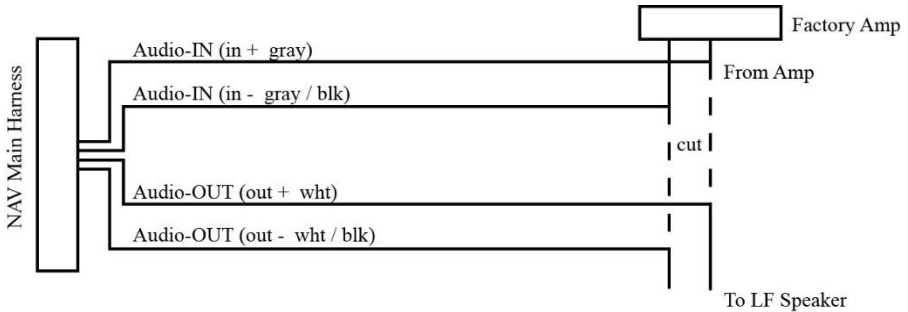 NAV Main Harness
Factory Amp
Audio-IN (in + gray)
From Amp
Audio-IN (in - gray / blk)
cut
Audio-OUT (out + wht)
Audio-OUT (out - wht / blk)
To LF Speaker